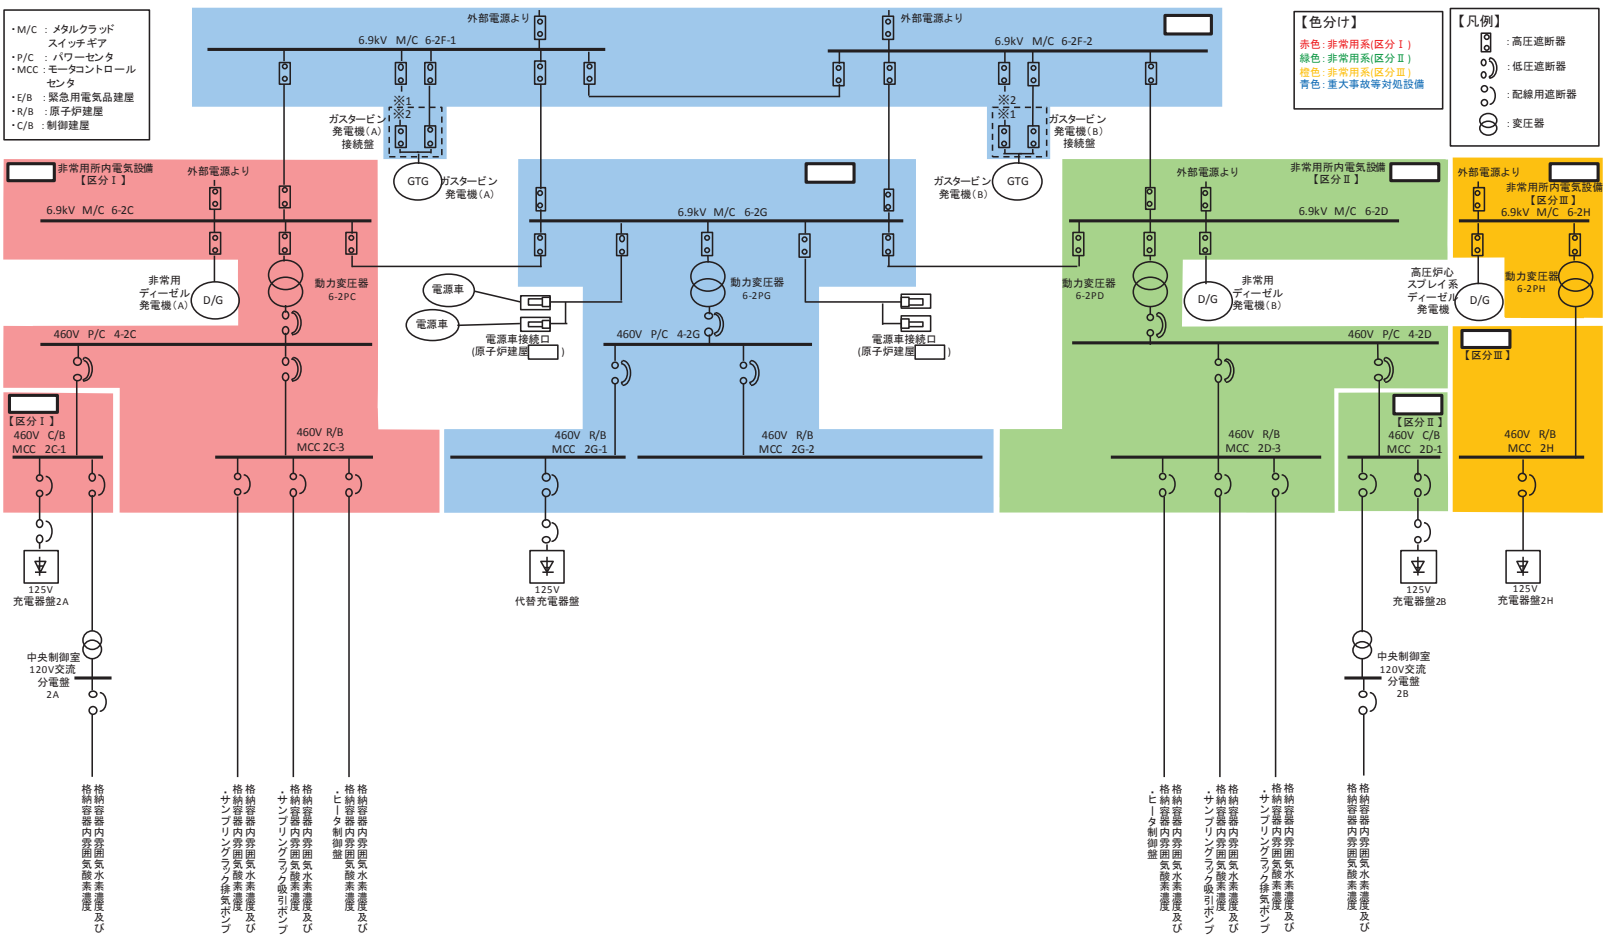 ・M/C ：メタルクラッド
スイッチギア
・P/C ：パワーセンタ
・MCC：モータコントロール
センタ
・E/B ：緊急用電気品建屋
・R/B ：原子炉建屋
・C/B ：制御建屋
外部電源より
6.9kV M/C 6-2F-1
※1
※2
ガスタービン
発電機(A)
接続盤
GTG
ガスタービン
発電機(A)
外部電源より
6.9kV M/C 6-2F-2
※2
※1
ガスタービン
発電機(B)
接続盤
GTG
ガスタービン
発電機(B)
【色分け】
赤色：非常用系(区分Ⅰ)
緑色：非常用系(区分Ⅱ)
橙色：非常用系(区分Ⅲ)
青色：重大事故等対処設備
【凡例】
：高圧遮断器
：低圧遮断器
：配線用遮断器
：変圧器
非常用所内電気設備
【区分Ⅰ】
外部電源より
6.9kV M/C 6-2C
非常用
ディーゼル
発電機(A)
D/G
動力変圧器
6-2PC
460V P/C 4-2C
【区分Ⅰ】
460V C/B
MCC 2C-1
460V R/B
MCC 2C-3
125V
充電器盤2A
中央制御室
120V交流
分電盤
2A
格納容器内雰囲気水素濃度及び
格納容器内雰囲気酸素濃度
格納容器内雰囲気水素濃度及び
格納容器内雰囲気酸素濃度
・サンプリングラック排気ポンプ
格納容器内雰囲気水素濃度及び
格納容器内雰囲気酸素濃度
・サンプリングラック吸引ポンプ
格納容器内雰囲気水素濃度及び
格納容器内雰囲気酸素濃度
・ヒータ制御盤
6.9kV M/C 6-2G
電源車
電源車
電源車接続口
(原子炉建屋 )
動力変圧器
6-2PG
460V P/C 4-2G
電源車接続口
(原子炉建屋 )
460V R/B
MCC 2G-1
460V R/B
MCC 2G-2
125V
代替充電器盤
外部電源より
非常用所内電気設備
【区分Ⅱ】
6.9kV M/C 6-2D
動力変圧器
6-2PD
D/G
非常用
ディーゼル
発電機(B)
460V P/C 4-2D
460V R/B
MCC 2D-3
【区分Ⅱ】
460V C/B
MCC 2D-1
125V
充電器盤2B
中央制御室
120V交流
分電盤
2B
格納容器内雰囲気水素濃度及び
格納容器内雰囲気酸素濃度
・ヒータ制御盤
格納容器内雰囲気水素濃度及び
格納容器内雰囲気酸素濃度
・サンプリングラック吸引ポンプ
格納容器内雰囲気水素濃度及び
格納容器内雰囲気酸素濃度
・サンプリングラック排気ポンプ
格納容器内雰囲気水素濃度及び
格納容器内雰囲気酸素濃度
外部電源より
非常用所内電気設備
【区分Ⅲ】
6.9kV M/C 6-2H
高圧炉心
スプレイ系
ディーゼル
発電機
D/G
動力変圧器
6-2PH
【区分Ⅲ】
460V R/B
MCC 2H
125V
充電器盤2H